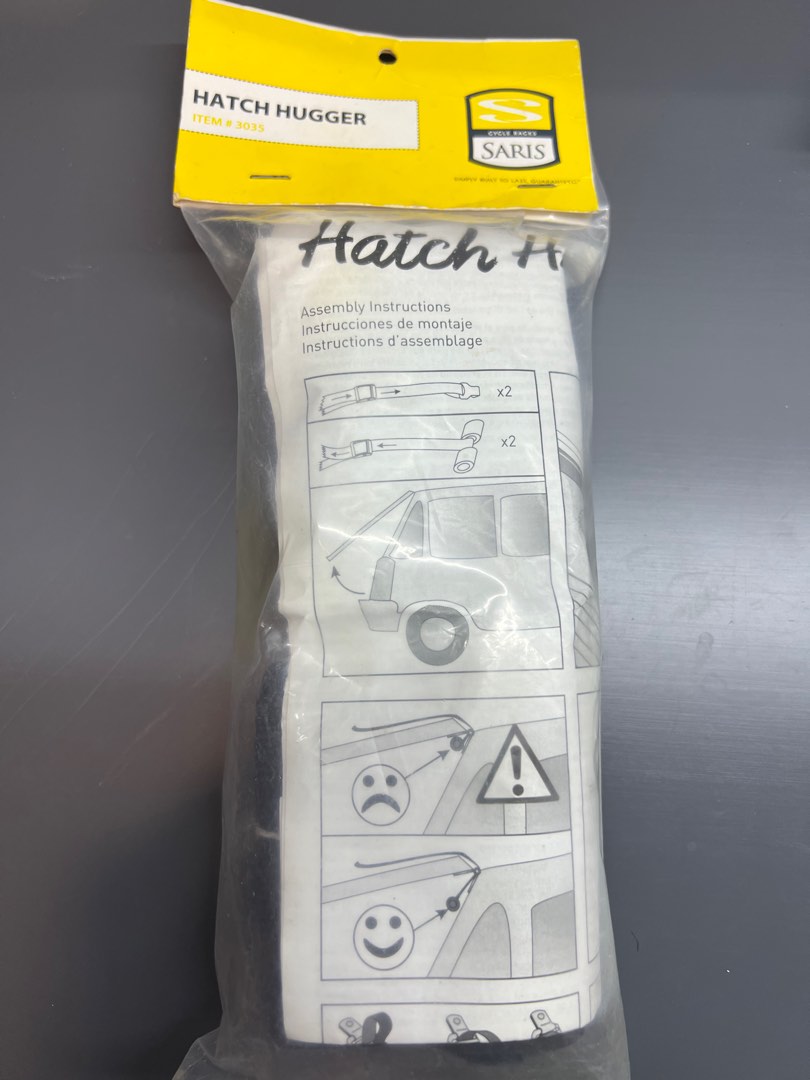 HATCH HUGGER
ITEM # 3035
S
CYCLE RACKS
SARIS
Hatch H
Assembly Instructions
Instrucciones de montaje
Instructions d'assemblage
x2
x2